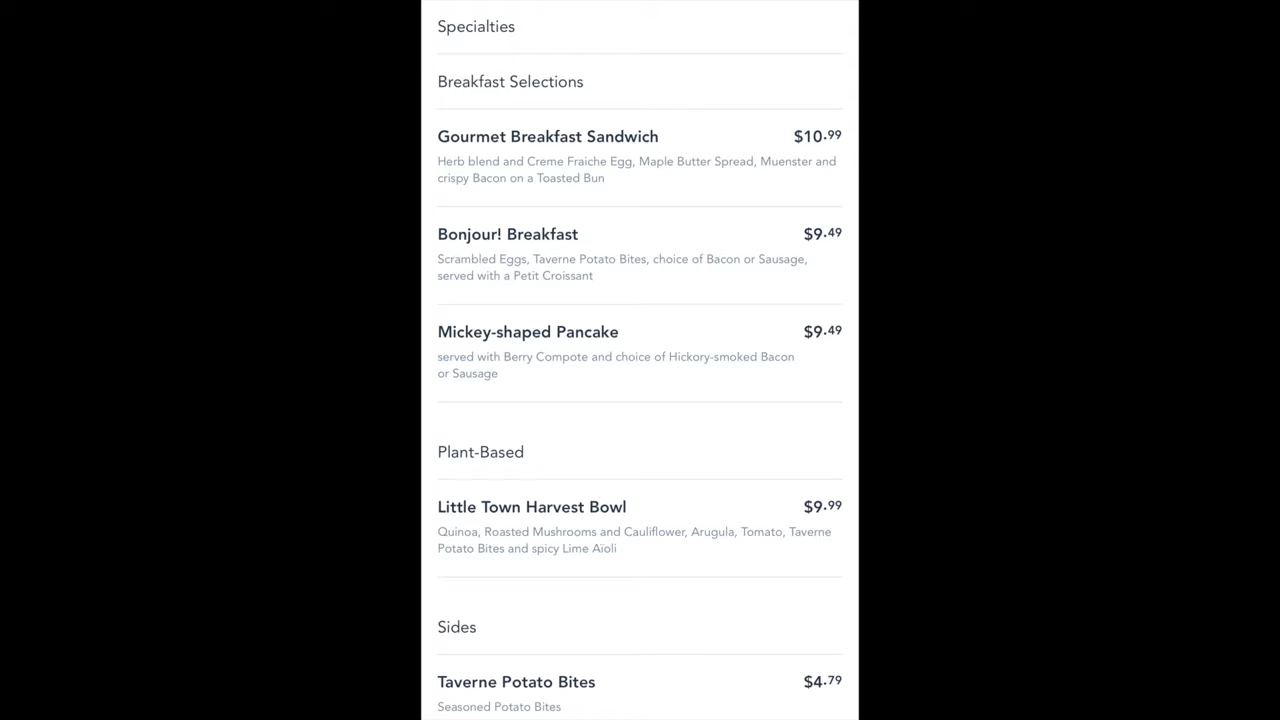 Specialties
Breakfast Selections
Gourmet Breakfast Sandwich $10.99
Herb blend and Creme Fraiche Egg, Maple Butter Spread, Muenster and
crispy Bacon on a Toasted Bun
Bonjour! Breakfast $9.49
Scrambled Eggs, Taverne Potato Bites, choice of Bacon or Sausage,
served with a Petit Croissant
Mickey-shaped Pancake $9.49
served with Berry Compote and choice of Hickory-smoked Bacon
or Sausage
Plant-Based
Little Town Harvest Bowl $9.99
Quinoa, Roasted Mushrooms and Cauliflower, Arugula, Tomato, Taverne
Potato Bites and spicy Lime Aïoli
Sides
Taverne Potato Bites $4.79
Seasoned Potato Bites